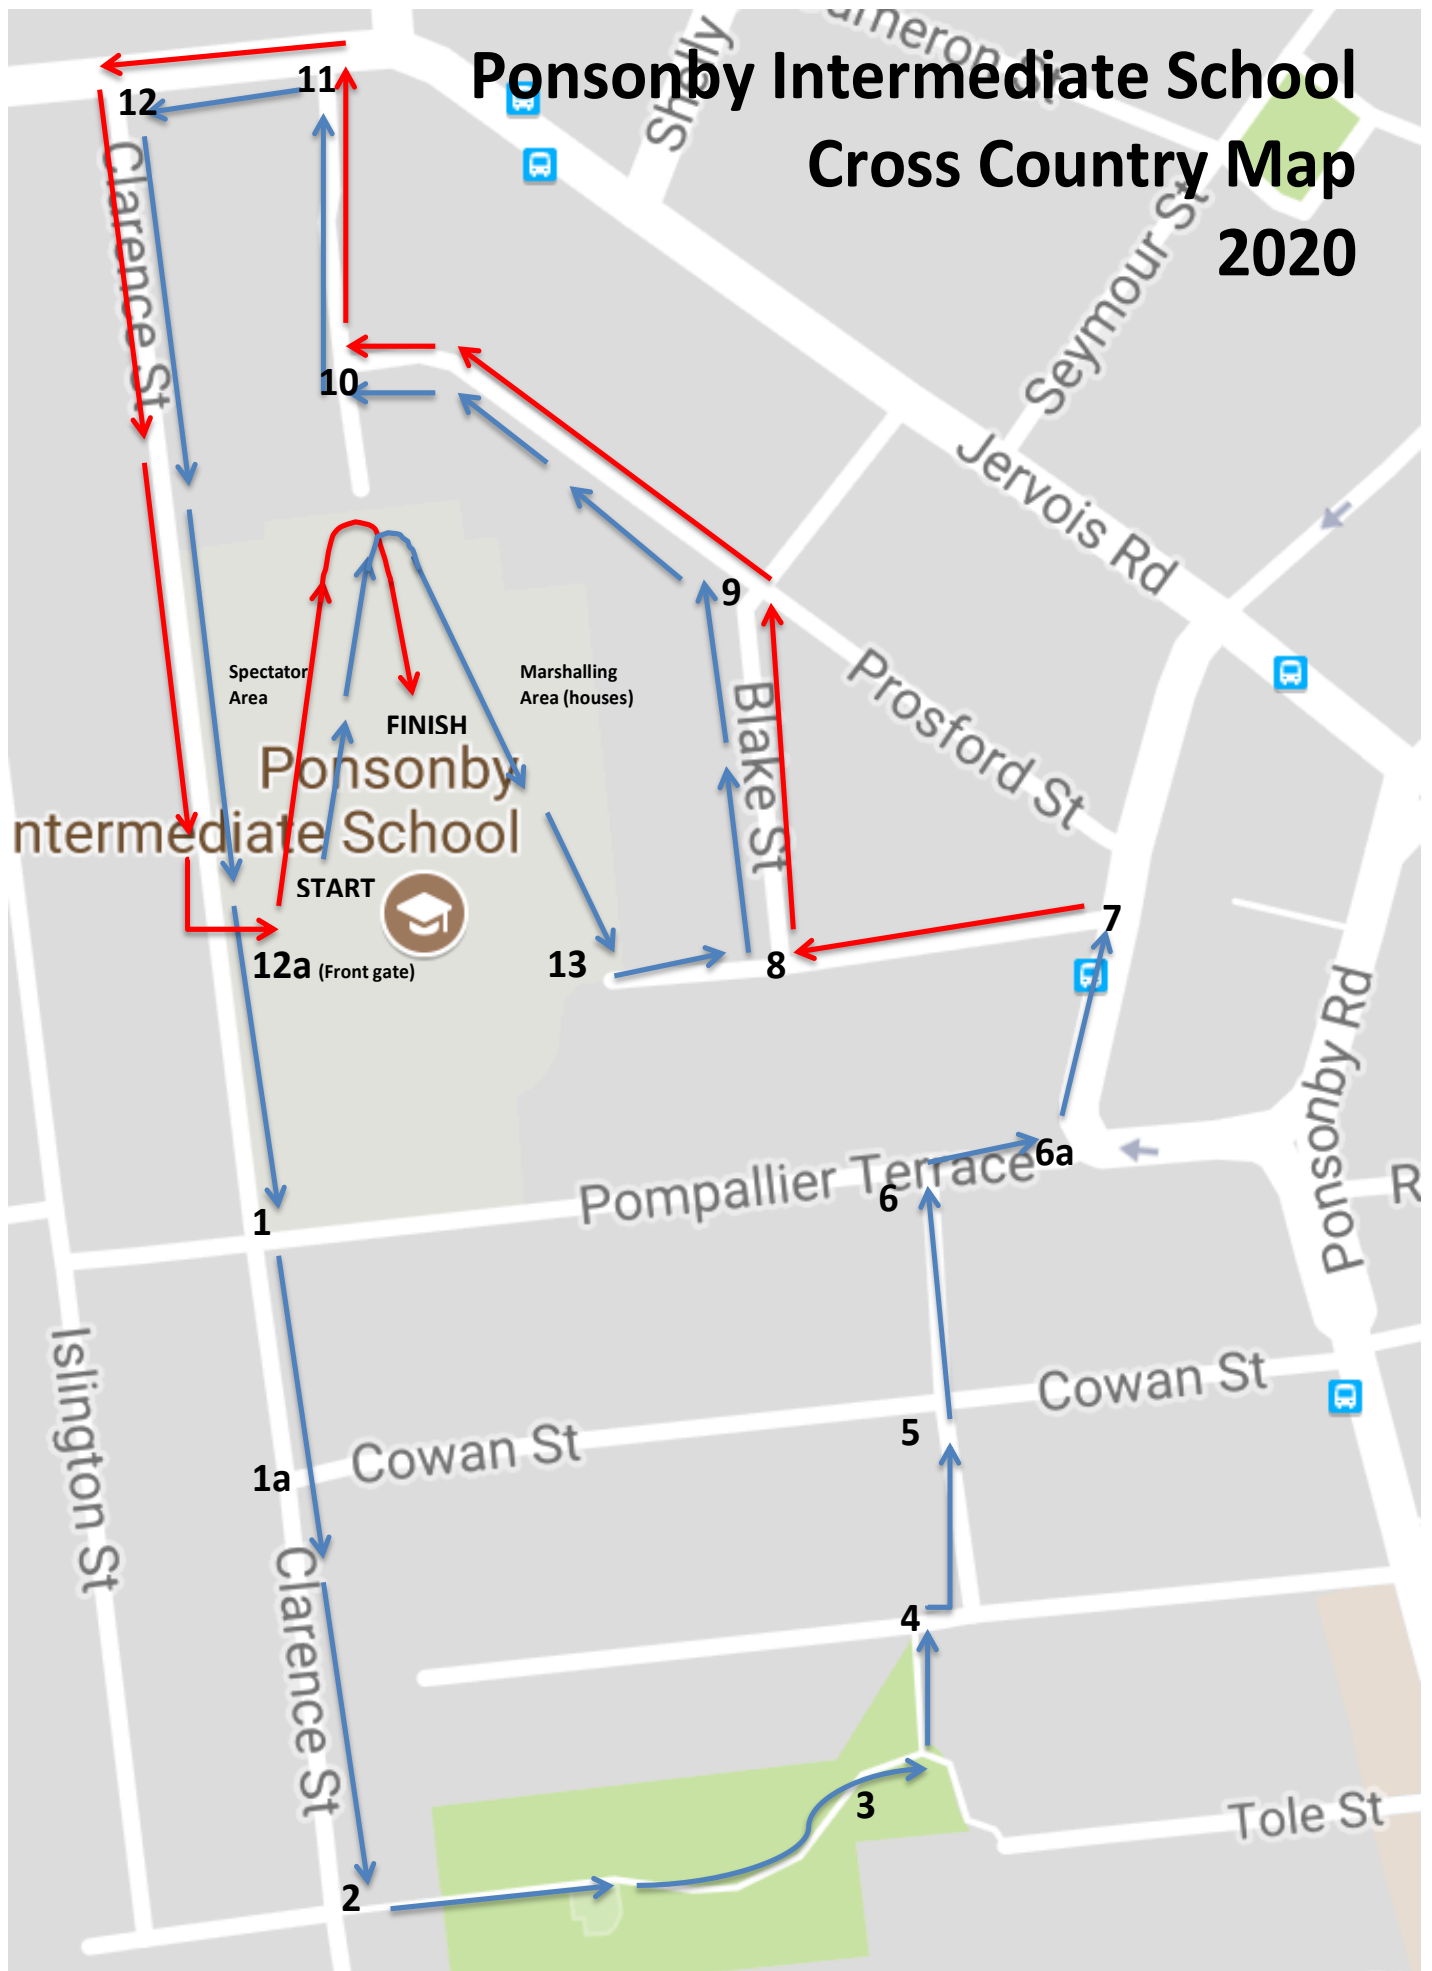 Ponsonby Intermediate School
Cross Country Map
2020
Shelly
Cameron St
11
12
Clarence St
Seymour St
10
Jervois Rd
9
Spectator
Area
Marshalling
Area (houses)
FINISH
Blake St
Prosford St
Ponsonby
ntermediate School
START
7
12a (Front gate)
13
8
Ponsonby Rd
6a
Pompallier Terrace
6
R
1
Islington St
Cowan St
5
Cowan St
1a
Clarence St
4
3
Tole St
2